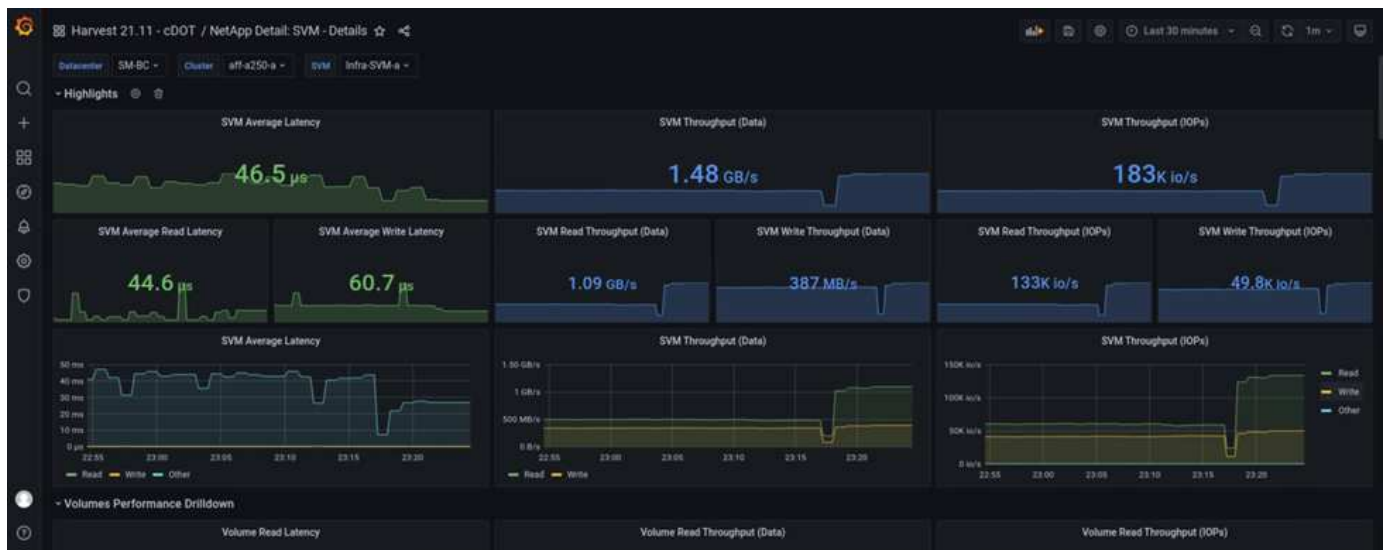 Harvest 21.11 - cDOT / NetApp Detail: SVM - Details
Last 30 minutes
1m
Datacenter SM-BC Cluster aff-a250-a SVM Infra-SVM-a
Highlights
SVM Average Latency
46.5 µs
SVM Throughput (Data)
1.48 GB/s
SVM Throughput (IOPs)
183K io/s
SVM Average Read Latency
44.6 µs
SVM Average Write Latency
60.7 µs
SVM Read Throughput (Data)
1.09 GB/s
SVM Write Throughput (Data)
387 MB/s
SVM Read Throughput (IOPs)
133K io/s
SVM Write Throughput (IOPs)
49.8K io/s
SVM Average Latency
50 ms
40 ms
30 ms
20 ms
10 ms
0 µs
22:55 23:00 23:05 23:10 23:15 23:20
Read Write Other
SVM Throughput (Data)
1.50 GB/s
1 GB/s
500 MB/s
0 B/s
22:55 23:00 23:05 23:10 23:15 23:20
Read Write
SVM Throughput (IOPs)
150K io/s
100K io/s
50K io/s
0 io/s
22:55 23:00 23:05 23:10 23:15 23:20
Read
Write
Other
Volumes Performance Drilldown
Volume Read Latency
Volume Read Throughput (Data)
Volume Read Throughput (IOPs)